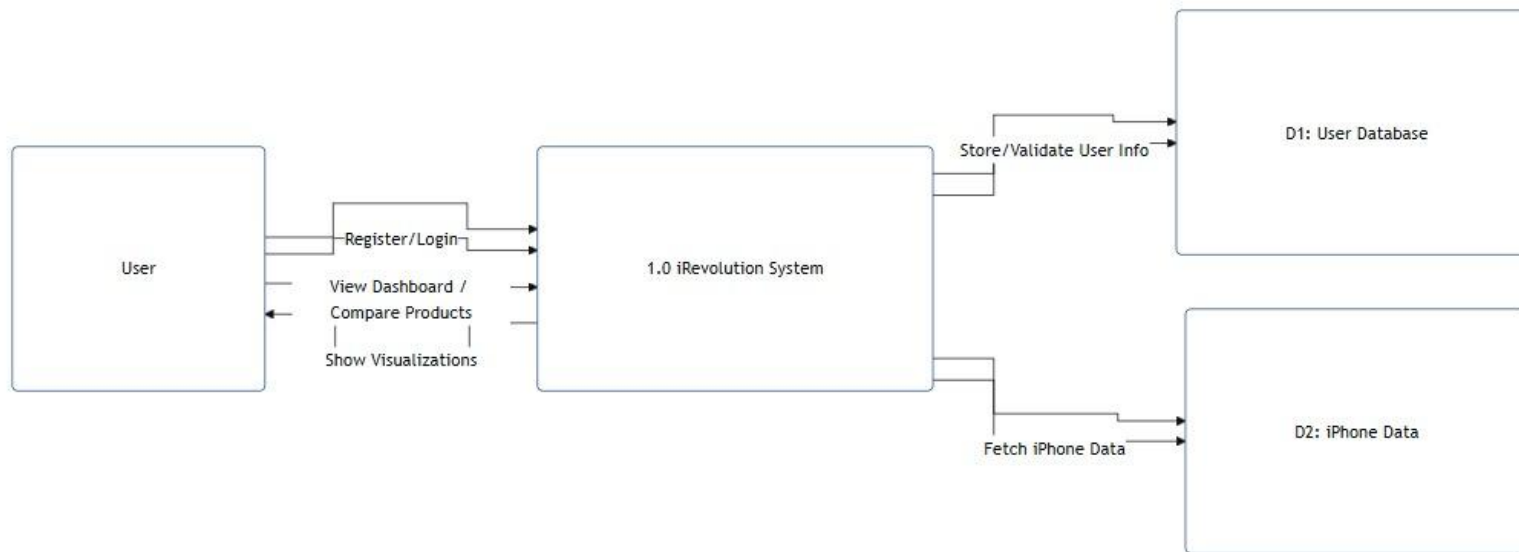 User
Register/Login
View Dashboard /
Compare Products
Show Visualizations
1.0 iRevolution System
Store/Validate User Info
D1: User Database
Fetch iPhone Data
D2: iPhone Data